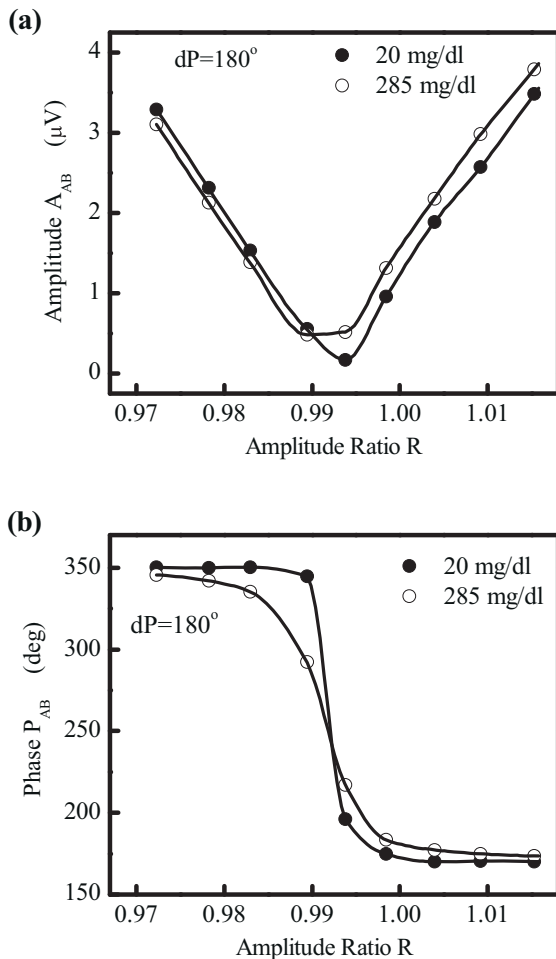 (a)
dP=180°
20 mg/dl
285 mg/dl
Amplitude A_AB (μV)
4
3
2
1
0
0.97 0.98 0.99 1.00 1.01
Amplitude Ratio R
(b)
20 mg/dl
285 mg/dl
dP=180°
Phase P_AB (deg)
350
300
250
200
150
0.97 0.98 0.99 1.00 1.01
Amplitude Ratio R